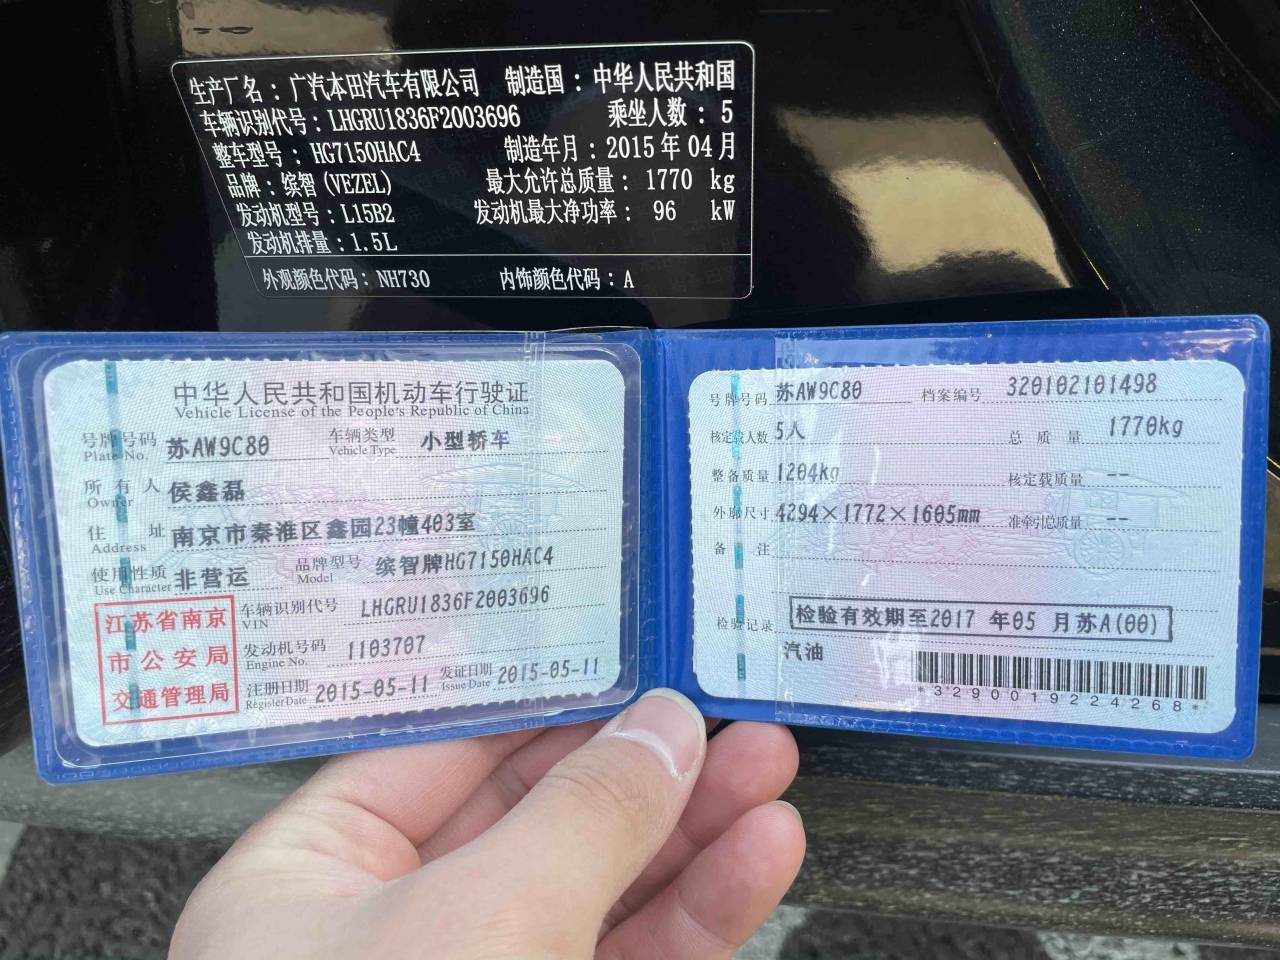 生产厂名：广汽本田汽车有限公司 制造国：中华人民共和国
车辆识别代号：LHGRU1836F2003696 乘坐人数：5
整车型号：HG7150HAC4 制造年月：2015年04月
品牌：缤智(VEZEL) 最大允许总质量：1770 kg
发动机型号：L15B2 发动机最大净功率：96 kW
发动机排量：1.5L
外观颜色代码：NH730 内饰颜色代码：A
中华人民共和国机动车行驶证
Vehicle License of the People's Republic of China
号牌号码 苏AW9C80 车辆类型 小型轿车
Plate No. Vehicle Type
所有人 侯鑫磊
Owner
住址 南京市秦淮区鑫园23幢403室
Address
使用性质 非营运 品牌型号 缤智牌HG7150HAC4
Use Character Model
江苏省南京
市公安局
交通管理局
车辆识别代号 LHGRU1836F2003696
VIN
发动机号码 1103707
Engine No.
注册日期 2015-05-11 发证日期 2015-05-11
Register Date Issue Date
号牌号码 苏AW9C80 档案编号 320102101498
核定载人数 5人 总质量 1770kg
整备质量 1204kg 核定载质量 --
外廓尺寸 4294×1772×1605mm 准牵引总质量 --
备注
检验记录 检验有效期至2017 年05 月苏A(00)
汽油
*3290019224268*